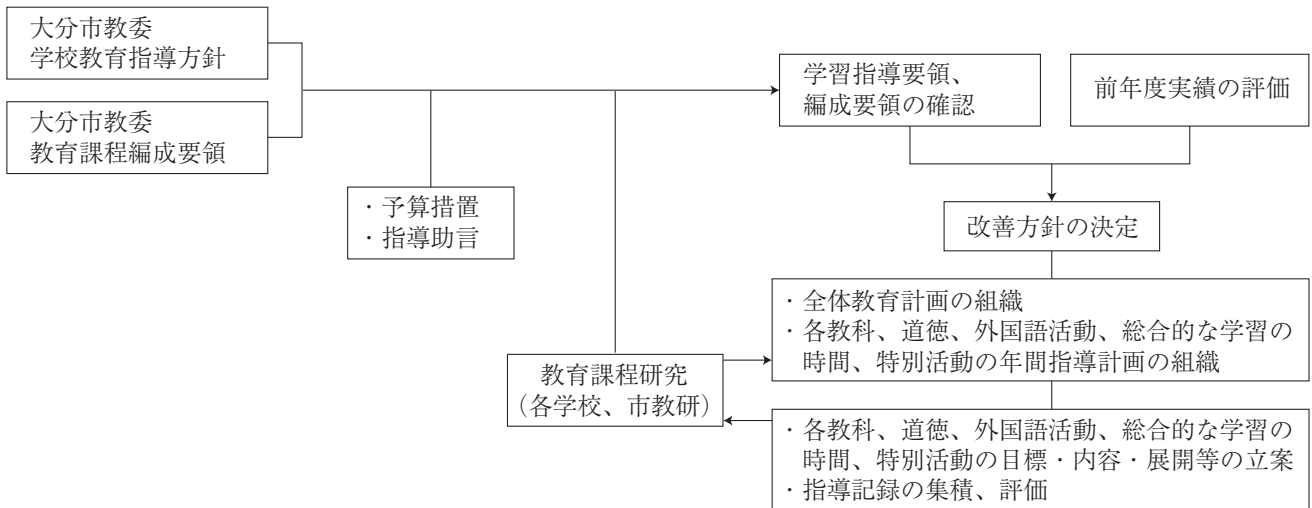 大分市教委
学校教育指導方針
大分市教委
教育課程編成要領
・予算措置
・指導助言
学習指導要領、
編成要領の確認
前年度実績の評価
改善方針の決定
・全体教育計画の組織
・各教科、道徳、外国語活動、総合的な学習の
時間、特別活動の年間指導計画の組織
教育課程研究
（各学校、市教研）
・各教科、道徳、外国語活動、総合的な学習の
時間、特別活動の目標・内容・展開等の立案
・指導記録の集積、評価